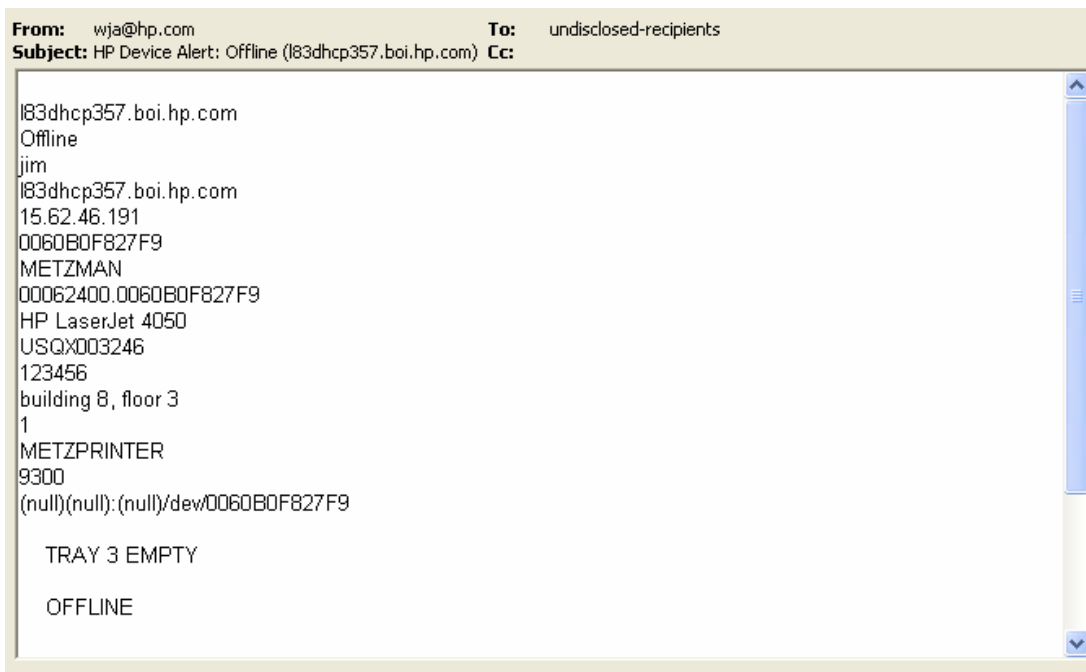 From: wja@hp.com To: undisclosed-recipients
Subject: HP Device Alert: Offline (l83dhcp357.boi.hp.com) Cc:
l83dhcp357.boi.hp.com
Offline
jim
l83dhcp357.boi.hp.com
15.62.46.191
0060B0F827F9
METZMAN
00062400.0060B0F827F9
HP LaserJet 4050
USQX003246
123456
building 8, floor 3
1
METZPRINTER
9300
(null)(null):(null)/dev/0060B0F827F9
TRAY 3 EMPTY
OFFLINE